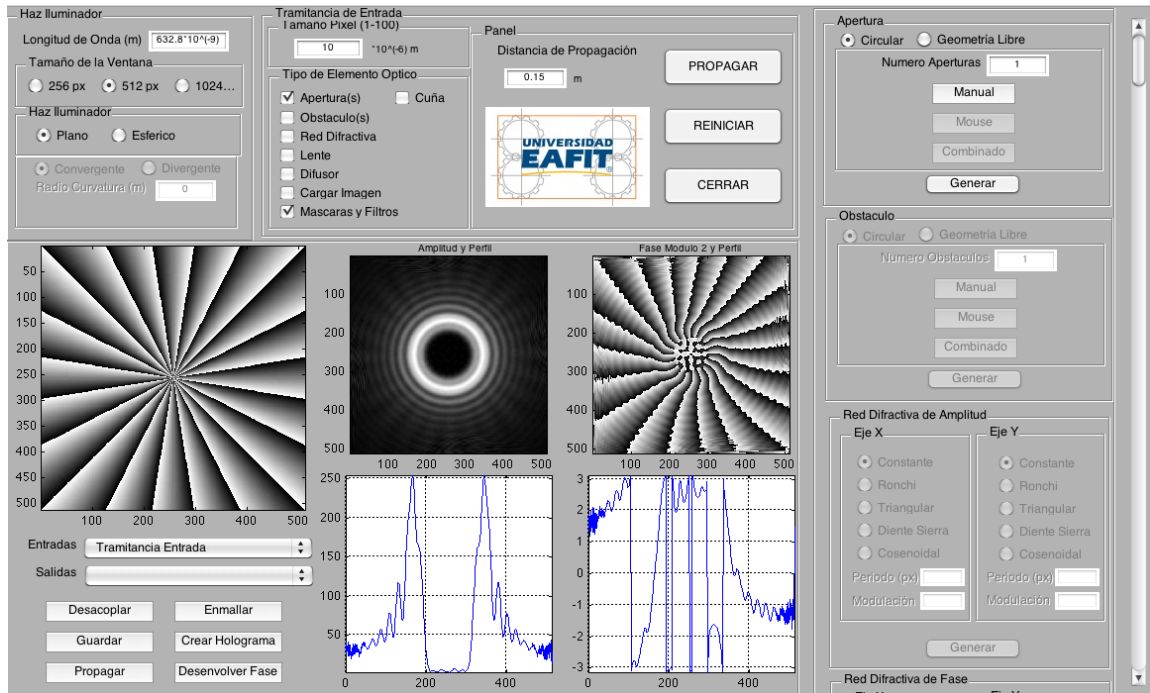 Haz Iluminador
Longitud de Onda (m) 632.8*10^(-9)
Tamaño de la Ventana
256 px 512 px 1024...
Haz Iluminador
Plano Esferico
Convergente Divergente
Radio Curvatura (m) 0
Tramitancia de Entrada
Tamano Pixel (1-100)
10 *10^(-6) m
Tipo de Elemento Optico
Apertura(s) Cuña
Obstaculo(s)
Red Difractiva
Lente
Difusor
Cargar Imagen
Mascaras y Filtros
Panel
Distancia de Propagación
0.15 m
UNIVERSIDAD
EAFIT
PROPAGAR
REINICIAR
CERRAR
Apertura
Circular Geometria Libre
Numero Aperturas 1
Manual
Mouse
Combinado
Generar
Obstaculo
Circular Geometria Libre
Numero Obstaculos 1
Manual
Mouse
Combinado
Generar
Red Difractiva de Amplitud
Eje X
Constante
Ronchi
Triangular
Diente Sierra
Cosenoidal
Periodo (px)
Modulación
Eje Y
Constante
Ronchi
Triangular
Diente Sierra
Cosenoidal
Periodo (px)
Modulación
Generar
Red Difractiva de Fase
50
100
150
200
250
300
350
400
450
500
100 200 300 400 500
Amplitud y Perfil
100
200
300
400
500
100 200 300 400 500
Fase Modulo 2 y Perfil
100
200
300
400
500
100 200 300 400 500
250
200
150
100
50
0 200 400
3
2
1
0
-1
-2
-3
0 200 400
Entradas Tramitancia Entrada
Salidas
Desacoplar Enmallar
Guardar Crear Holograma
Propagar Desenvolver Fase